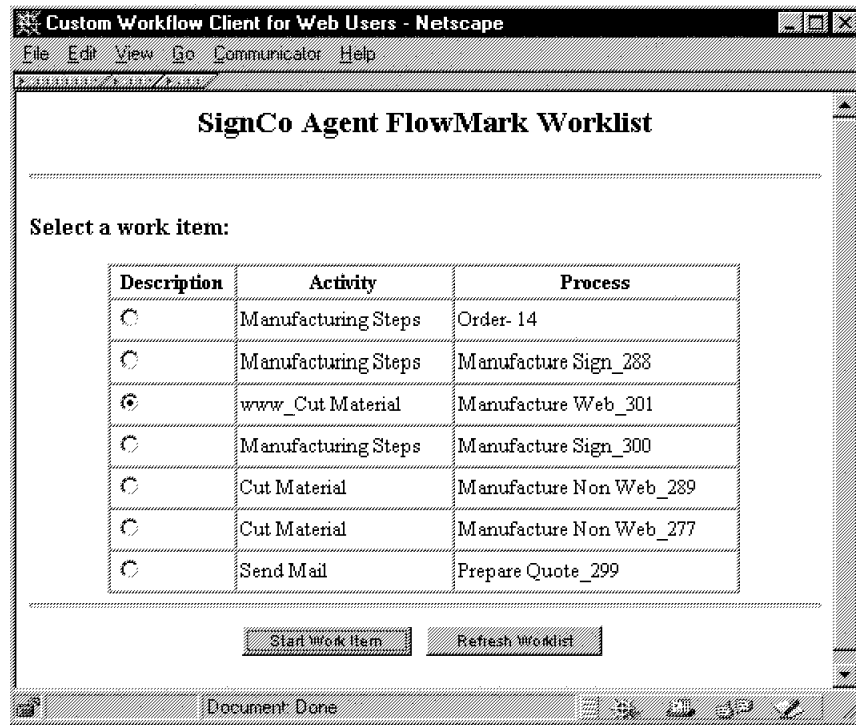 Custom Workflow Client for Web Users - Netscape
File Edit View Go Communicator Help
SignCo Agent FlowMark Worklist
Select a work item:
Description Activity Process
Manufacturing Steps Order- 14
Manufacturing Steps Manufacture Sign_288
www_Cut Material Manufacture Web_301
Manufacturing Steps Manufacture Sign_300
Cut Material Manufacture Non Web_289
Cut Material Manufacture Non Web_277
Send Mail Prepare Quote_299
Start Work Item Refresh Worklist
Document: Done